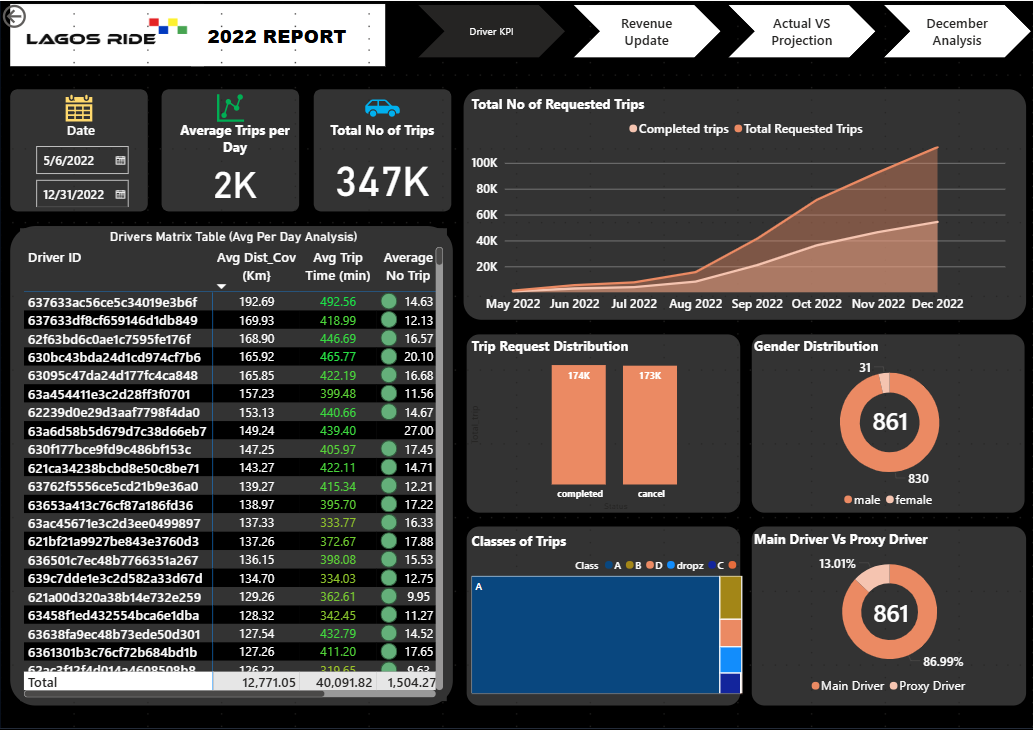 LAGOS RIDE
2022 REPORT
Driver KPI
Revenue
Update
Actual VS
Projection
December
Analysis
Date
5/6/2022
12/31/2022
Average Trips per
Day
2K
Total No of Trips
347K
Total No of Requested Trips
Completed trips Total Requested Trips
100K
80K
60K
40K
20K
May 2022 Jun 2022 Jul 2022 Aug 2022 Sep 2022 Oct 2022 Nov 2022 Dec 2022
Drivers Matrix Table (Avg Per Day Analysis)
Driver ID Avg Dist_Cov (Km} Avg Trip Time (min) Average No Trip
637633ac56ce5c34019e3b6f 192.69 492.56 14.63
637633df8cf659146d1db849 169.93 418.99 12.13
62f63bd6c0ae1c7595fe176f 168.90 446.69 16.57
630bc43bda24d1cd974cf7b6 165.92 465.77 20.10
63095c47da24d177fc4ca848 165.85 422.19 16.68
63a454411e3c2d28ff3f0701 157.23 399.48 11.56
62239d0e29d3aaf7798f4da0 153.13 440.66 14.67
63a6d58b5d679d7c38d66eb7 149.24 439.40 27.00
630f177bce9fd9c486bf153c 147.25 405.97 17.45
621ca34238bcbd8e50c8be71 143.27 422.11 14.71
63762f5556ce5cd21b9e36a0 139.27 415.34 12.21
63653a413c76cf87a186fd36 138.97 395.70 17.22
63ac45671e3c2d3ee0499897 137.33 333.77 16.33
621bf21a9927be843e3760d3 137.26 372.67 17.88
636501c7ec48b7766351a267 136.15 398.08 15.53
639c7dde1e3c2d582a33d67d 134.70 334.03 12.75
621a00d320a38b14e732e259 129.26 362.61 9.95
63458f1ed432554bca6e1dba 128.32 342.45 11.27
63638fa9ec48b73ede50d301 127.54 432.79 14.52
6361301b3c76cf72b684bd1b 127.26 411.20 17.65
62ac3f12f4d014a4608508b8 126.22 319.65 9.63
Total 12,771.05 40,091.82 1,504.27
Trip Request Distribution
174K 173K
completed cancel
Gender Distribution
31
861
830
male female
Classes of Trips
Class A B D dropz C
A
Main Driver Vs Proxy Driver
13.01%
861
86.99%
Main Driver Proxy Driver